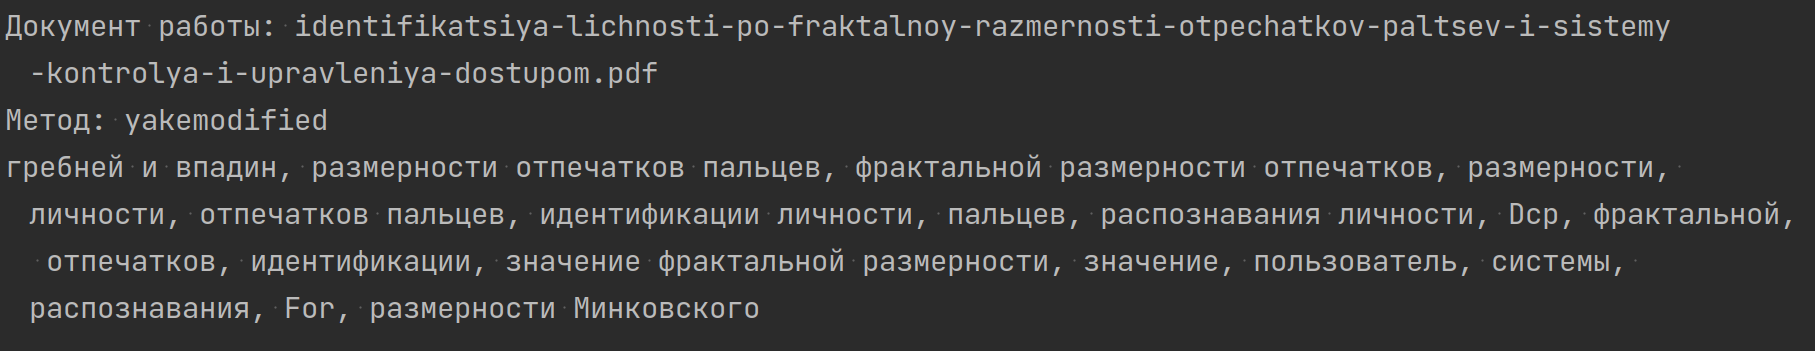 Документ работы: identifikatsiya-lichnosti-po-fraktalnoy-razmernosti-otpechatkov-paltsev-i-sistemy
-kontrolya-i-upravleniya-dostupom.pdf
Метод: yakemodified
гребней и впадин, размерности отпечатков пальцев, фрактальной размерности отпечатков, размерности,
личности, отпечатков пальцев, идентификации личности, пальцев, распознавания личности, Dср, фрактальной,
отпечатков, идентификации, значение фрактальной размерности, значение, пользователь, системы,
распознавания, For, размерности Минковского